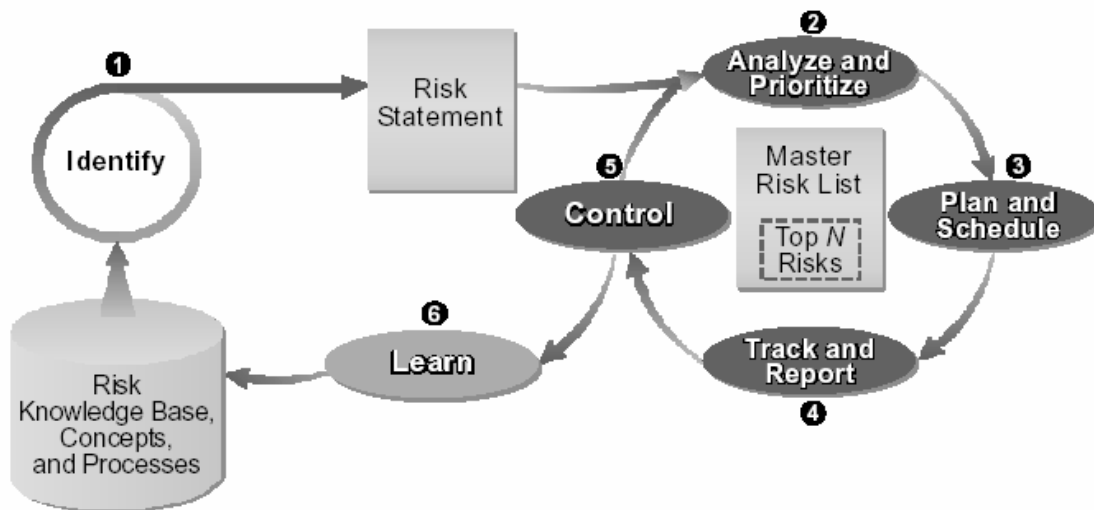 1
Identify
Risk
Statement
2
Analyze and
Prioritize
3
Plan and
Schedule
Master
Risk List
Top N
Risks
4
Track and
Report
5
Control
6
Learn
Risk
Knowledge Base,
Concepts,
and Processes